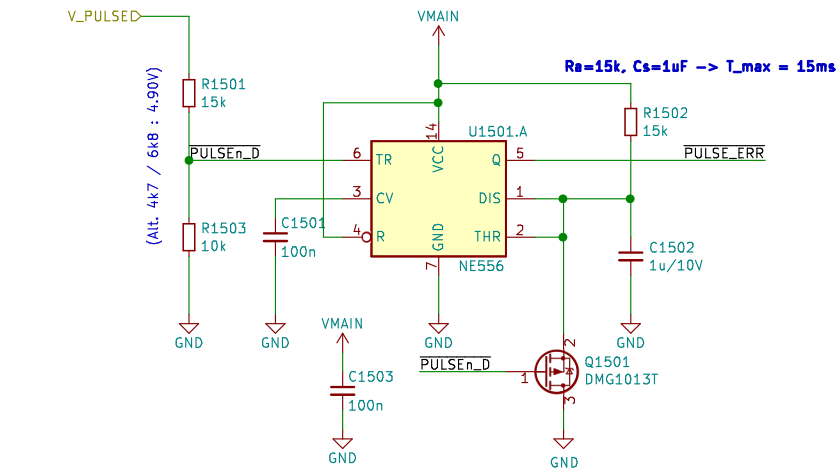 V_PULSE
VMAIN
Ra=15k, Cs=1uF -> T_max = 15ms
(Alt. 4k7 / 6k8 : 4.90V)
R1501
15k
R1502
15k
U1501.A
14
VCC
PULSEn_D
6
TR
Q
5
PULSE_ERR
3
CV
DIS
1
C1501
100n
4
R
GND
THR
2
R1503
10k
C1502
1u/10V
7
NE556
GND
GND
VMAIN
GND
GND
C1503
100n
PULSEn_D
1
2
Q1501
DMG1013T
3
GND
GND